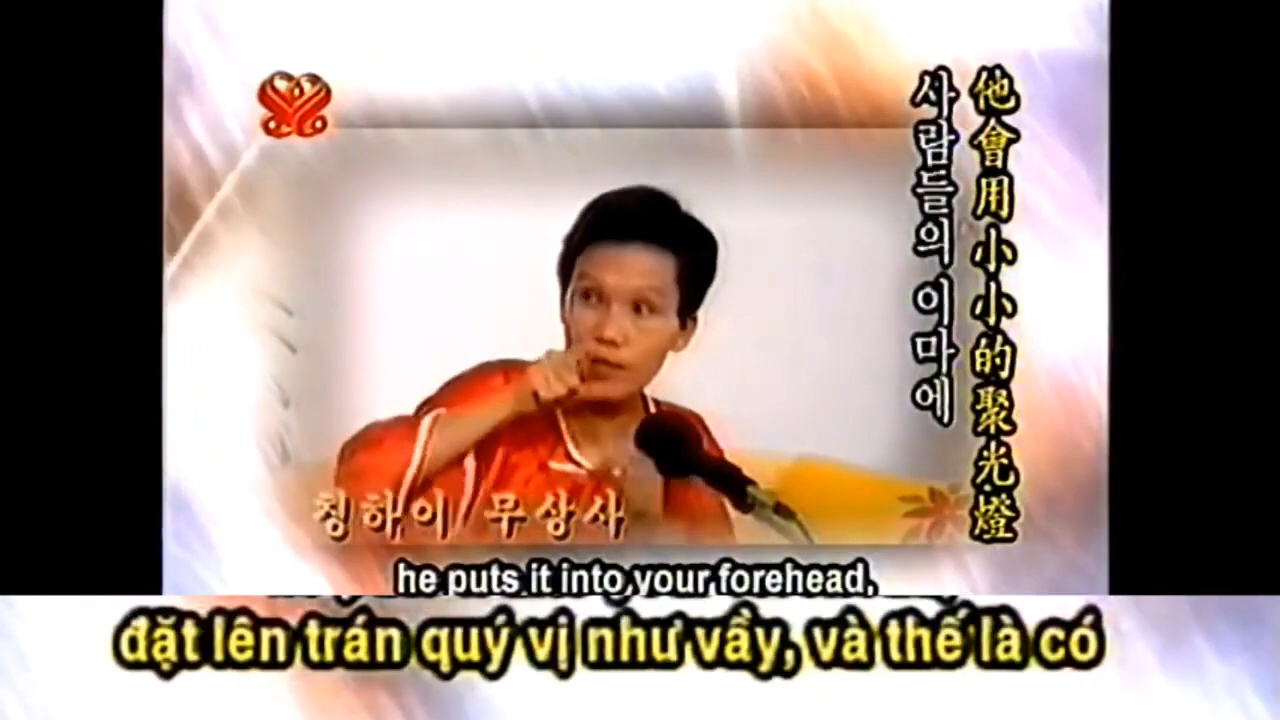 他會用小小的聚光燈
사람들의 이마에
칭하이 무상사
he puts it into your forehead,
đặt lên trán quý vị như vầy, và thế là có